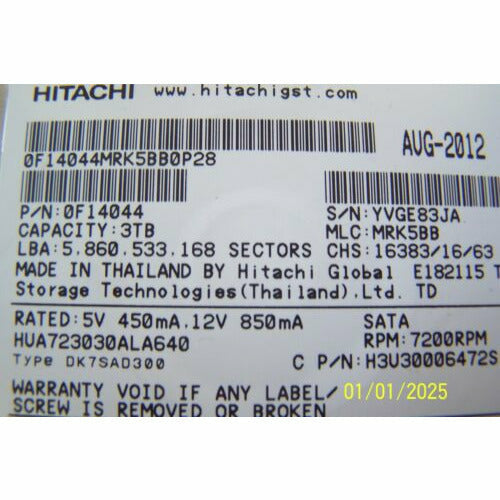 HITACHI www.hitachigst.com
AUG-2012
0F14044MRK5BB0P28
P/N:0F14044 S/N:YVGE83JA
CAPACITY:3TB MLC:MRK5BB
LBA:5,860,533,168 SECTORS CHS:16383/16/63
MADE IN THAILAND BY Hitachi Global E182115 T
Storage Technologies(Thailand),Ltd. TD
RATED:5V 450mA,12V 850mA SATA
HUA723030ALA640 RPM:7200RPM
Type DK7SAD300 C P/N:H3U30006472S
WARRANTY VOID IF ANY LABEL/
SCREW IS REMOVED OR BROKEN
01/01/2025